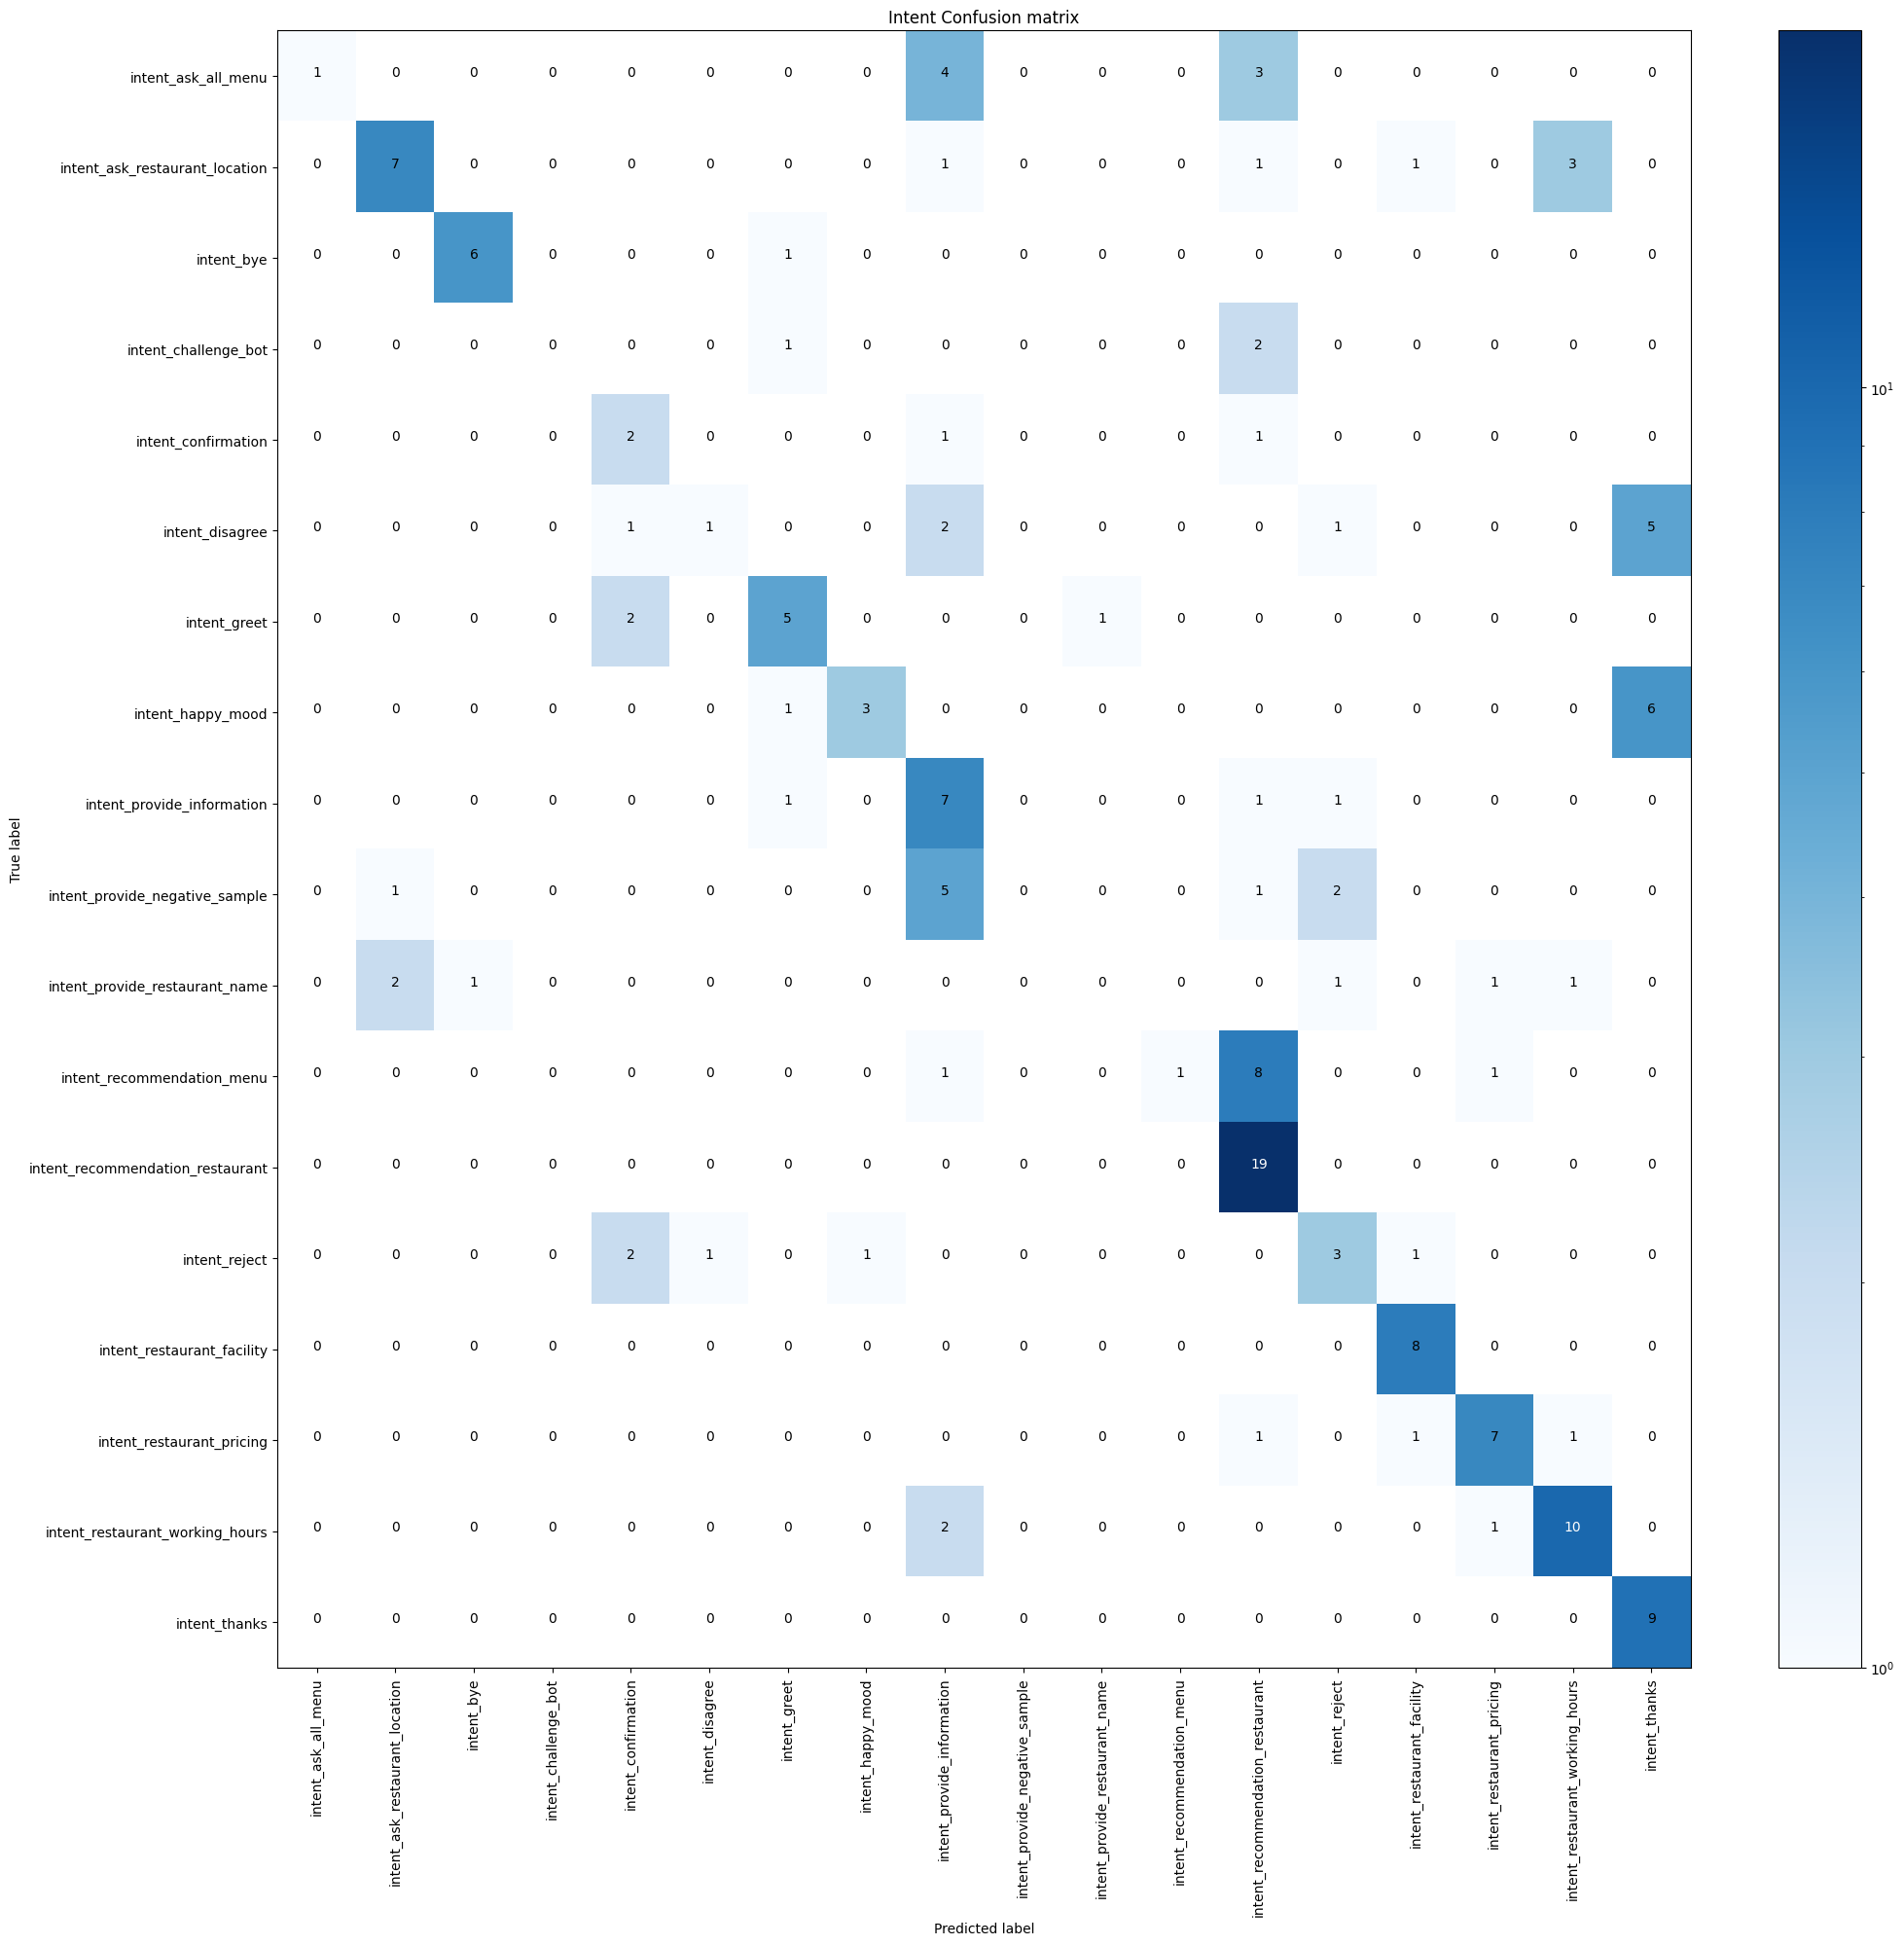 Intent Confusion matrix
intent_ask_all_menu 1 0 0 0 0 0 0 0 4 0 0 0 3 0 0 0 0 0
intent_ask_restaurant_location 0 7 0 0 0 0 0 0 1 0 0 0 1 0 1 0 3 0
intent_bye 0 0 6 0 0 0 1 0 0 0 0 0 0 0 0 0 0 0
intent_challenge_bot 0 0 0 0 0 0 1 0 0 0 0 0 2 0 0 0 0 0
intent_confirmation 0 0 0 0 2 0 0 0 1 0 0 0 1 0 0 0 0 0
intent_disagree 0 0 0 0 1 1 0 0 2 0 0 0 0 1 0 0 0 5
intent_greet 0 0 0 0 2 0 5 0 0 0 1 0 0 0 0 0 0 0
intent_happy_mood 0 0 0 0 0 0 1 3 0 0 0 0 0 0 0 0 0 6
intent_provide_information 0 0 0 0 0 0 1 0 7 0 0 0 1 1 0 0 0 0
intent_provide_negative_sample 0 1 0 0 0 0 0 0 5 0 0 0 1 2 0 0 0 0
intent_provide_restaurant_name 0 2 1 0 0 0 0 0 0 0 0 0 0 1 0 1 1 0
intent_recommendation_menu 0 0 0 0 0 0 0 0 1 0 0 1 8 0 0 1 0 0
intent_recommendation_restaurant 0 0 0 0 0 0 0 0 0 0 0 0 19 0 0 0 0 0
intent_reject 0 0 0 0 2 1 0 1 0 0 0 0 0 3 1 0 0 0
intent_restaurant_facility 0 0 0 0 0 0 0 0 0 0 0 0 0 0 8 0 0 0
intent_restaurant_pricing 0 0 0 0 0 0 0 0 0 0 0 0 1 0 1 7 1 0
intent_restaurant_working_hours 0 0 0 0 0 0 0 0 2 0 0 0 0 0 0 1 10 0
intent_thanks 0 0 0 0 0 0 0 0 0 0 0 0 0 0 0 0 0 9
True label
intent_ask_all_menu
intent_ask_restaurant_location
intent_bye
intent_challenge_bot
intent_confirmation
intent_disagree
intent_greet
intent_happy_mood
intent_provide_information
intent_provide_negative_sample
intent_provide_restaurant_name
intent_recommendation_menu
intent_recommendation_restaurant
intent_reject
intent_restaurant_facility
intent_restaurant_pricing
intent_restaurant_working_hours
intent_thanks
Predicted label
10¹
10⁰